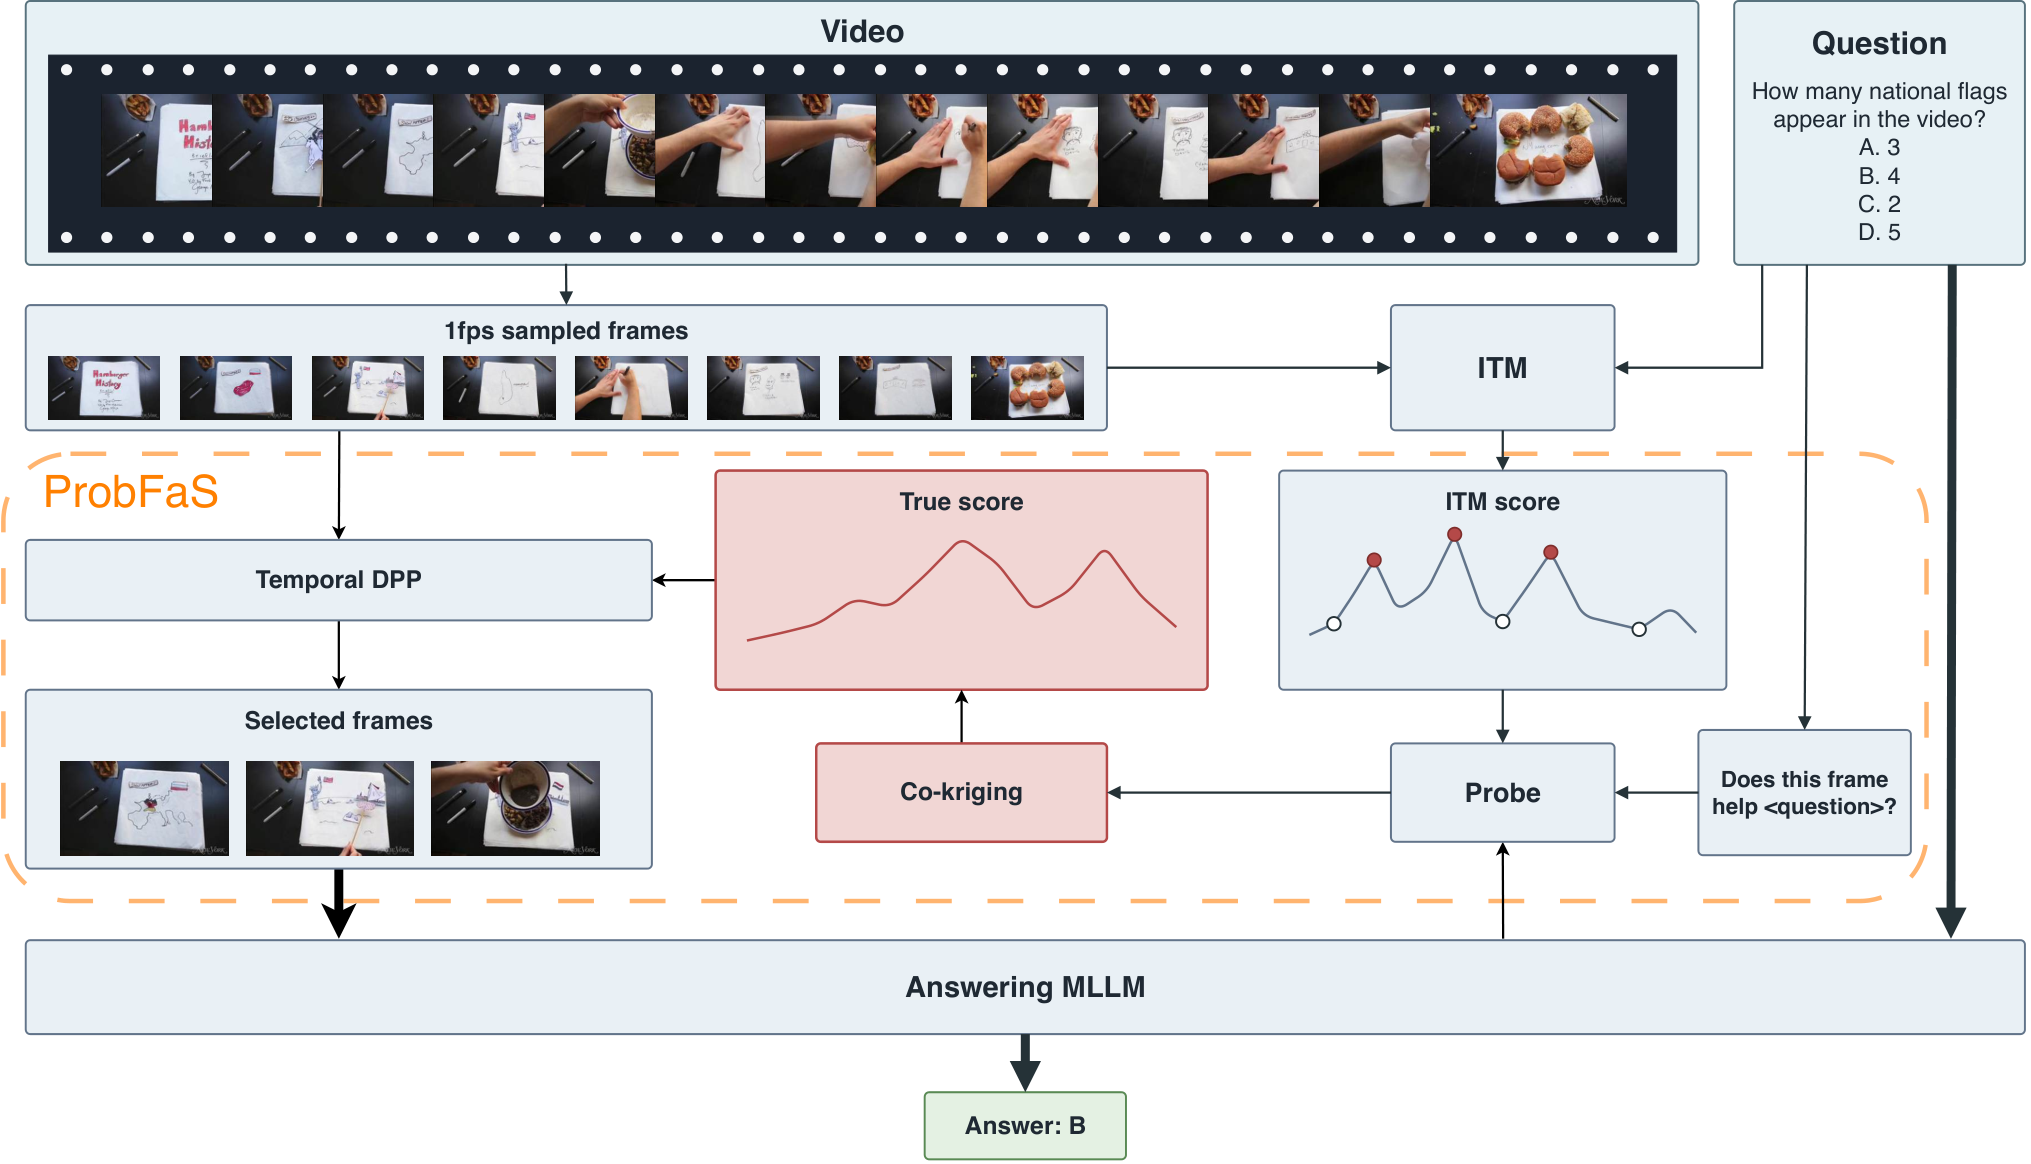 Video
Question
How many national flags
appear in the video?
A. 3
B. 4
C. 2
D. 5
1fps sampled frames
Hamburger
History
ITM
ProbFaS
True score
ITM score
Temporal DPP
Selected frames
Co-kriging
Probe
Does this frame
help <question>?
Answering MLLM
Answer: B